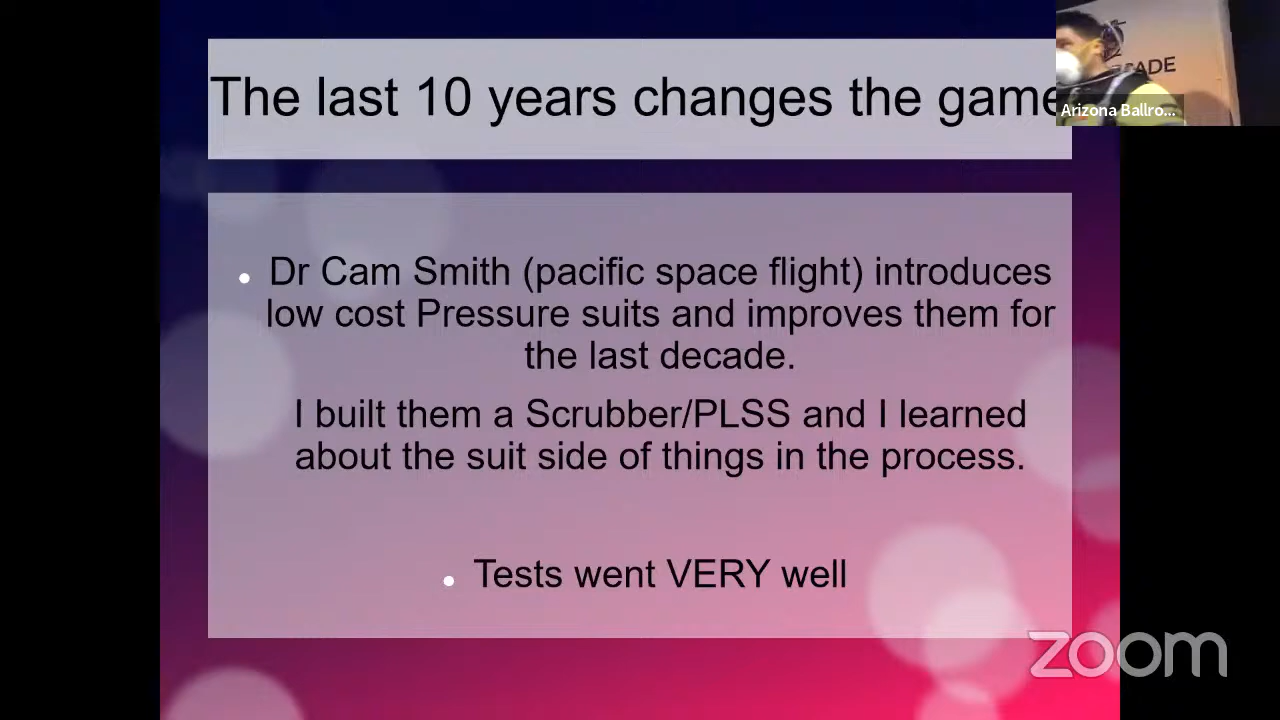 The last 10 years changes the game
Arizona Ballro...
Dr Cam Smith (pacific space flight) introduces
low cost Pressure suits and improves them for
the last decade.
I built them a Scrubber/PLSS and I learned
about the suit side of things in the process.
Tests went VERY well
zoom